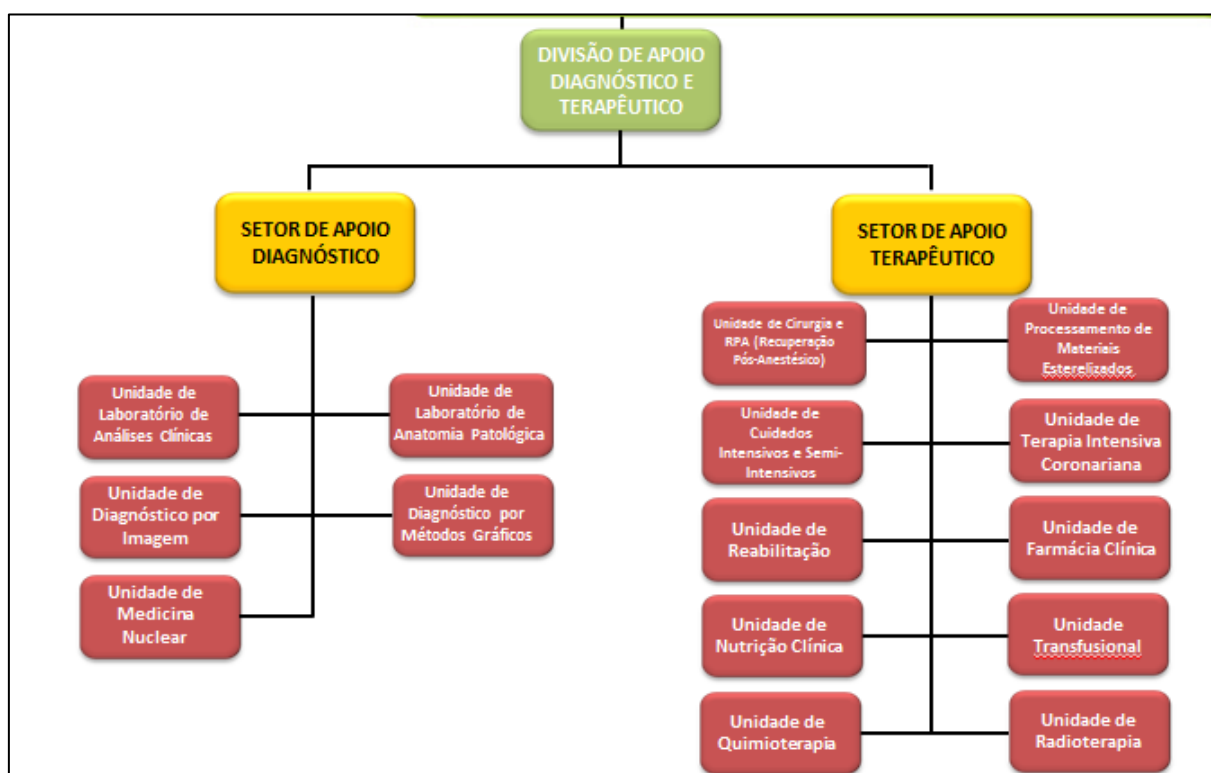 DIVISÃO DE APOIO
DIAGNÓSTICO E
TERAPÊUTICO
SETOR DE APOIO
DIAGNÓSTICO
SETOR DE APOIO
TERAPÊUTICO
Unidade de
Laboratório de
Análises Clínicas
Unidade de
Laboratório de
Anatomia Patológica
Unidade de
Diagnóstico por
Imagem
Unidade de
Diagnóstico por
Métodos Gráficos
Unidade de
Medicina
Nuclear
Unidade de Cirurgia e
RPA (Recuperação
Pós-Anestésico)
Unidade de
Processamento de
Materiais
Esterelizados
Unidade de
Cuidados
Intensivos e Semi-
Intensivos
Unidade de
Terapia Intensiva
Coronariana
Unidade de
Reabilitação
Unidade de
Farmácia Clínica
Unidade de
Nutrição Clínica
Unidade
Transfusional
Unidade de
Quimioterapia
Unidade de
Radioterapia